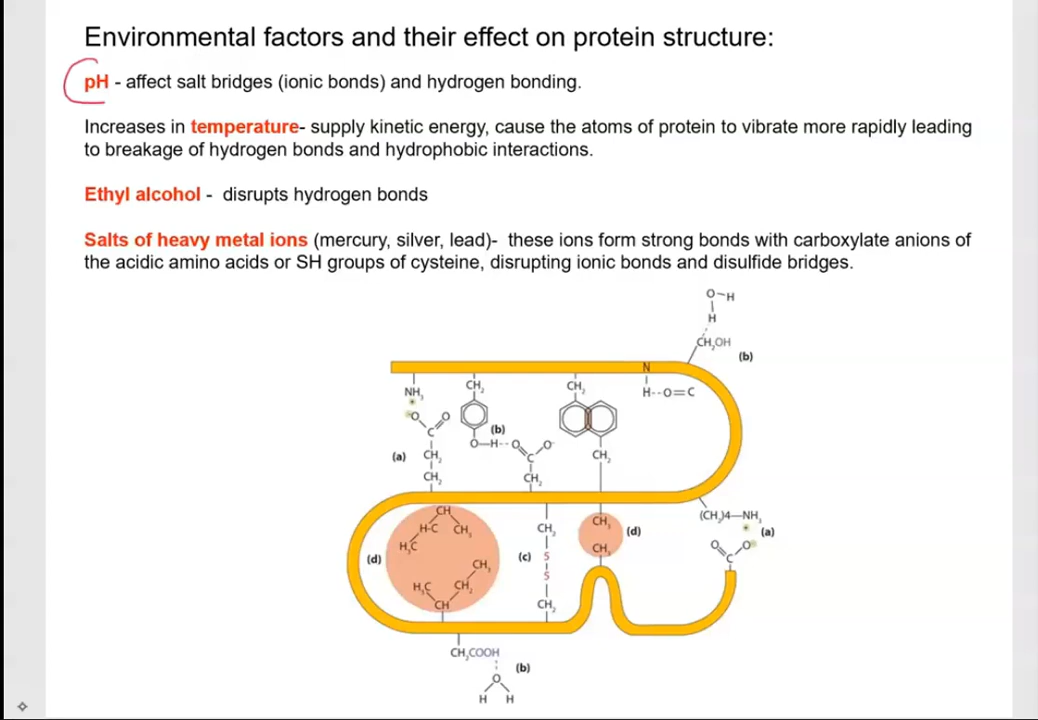 Environmental factors and their effect on protein structure:
pH - affect salt bridges (ionic bonds) and hydrogen bonding.
Increases in temperature- supply kinetic energy, cause the atoms of protein to vibrate more rapidly leading
to breakage of hydrogen bonds and hydrophobic interactions.
Ethyl alcohol - disrupts hydrogen bonds
Salts of heavy metal ions (mercury, silver, lead)- these ions form strong bonds with carboxylate anions of
the acidic amino acids or SH groups of cysteine, disrupting ionic bonds and disulfide bridges.
O-H
H
CH₂OH
(b)
N
H--O=C
NH₃
+
-O
O
C
(a)
CH₂
CH₂
CH₂
(b)
O-H--O
O-
C
CH₂
CH₂
CH₂
(CH₂)4-NH₃
+
(a)
O
O-
C
(d)
CH₃
CH₃
CH
H₃C
CH₃
H₃C
(d)
CH₃
H₃C
CH₂
CH
(c)
CH₂
S
S
CH₂
CH₂COOH
(b)
O
H H